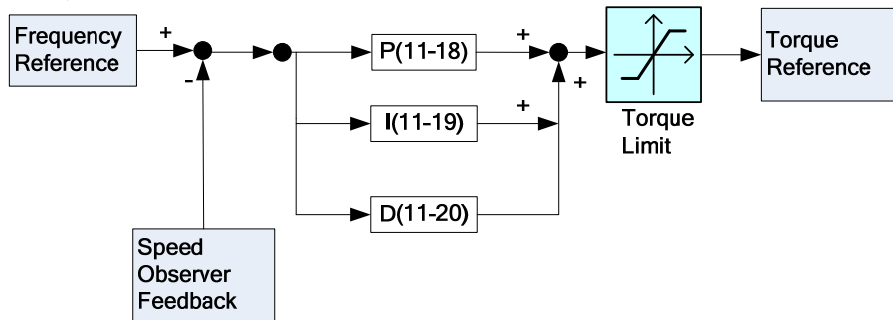 Frequency
Reference
+
-
P(11-18)
+
+
I(11-19)
+
D(11-20)
Torque
Limit
Torque
Reference
Speed
Observer
Feedback